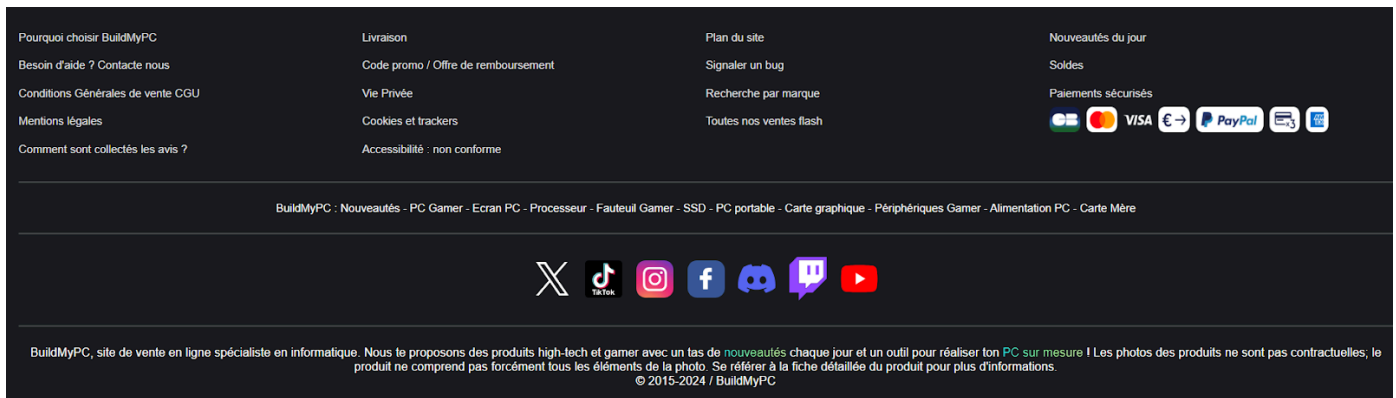 Pourquoi choisir BuildMyPC
Besoin d'aide ? Contacte nous
Conditions Générales de vente CGU
Mentions légales
Comment sont collectés les avis ?
Livraison
Code promo / Offre de remboursement
Vie Privée
Cookies et trackers
Accessibilité : non conforme
Plan du site
Signaler un bug
Recherche par marque
Toutes nos ventes flash
Nouveautés du jour
Soldes
Paiements sécurisés
CB VISA € PayPal x3
BuildMyPC : Nouveautés - PC Gamer - Ecran PC - Processeur - Fauteuil Gamer - SSD - PC portable - Carte graphique - Périphériques Gamer - Alimentation PC - Carte Mère
TikTok
BuildMyPC, site de vente en ligne spécialiste en informatique. Nous te proposons des produits high-tech et gamer avec un tas de nouveautés chaque jour et un outil pour réaliser ton PC sur mesure ! Les photos des produits ne sont pas contractuelles; le
produit ne comprend pas forcément tous les éléments de la photo. Se référer à la fiche détaillée du produit pour plus d'informations.
© 2015-2024 / BuildMyPC